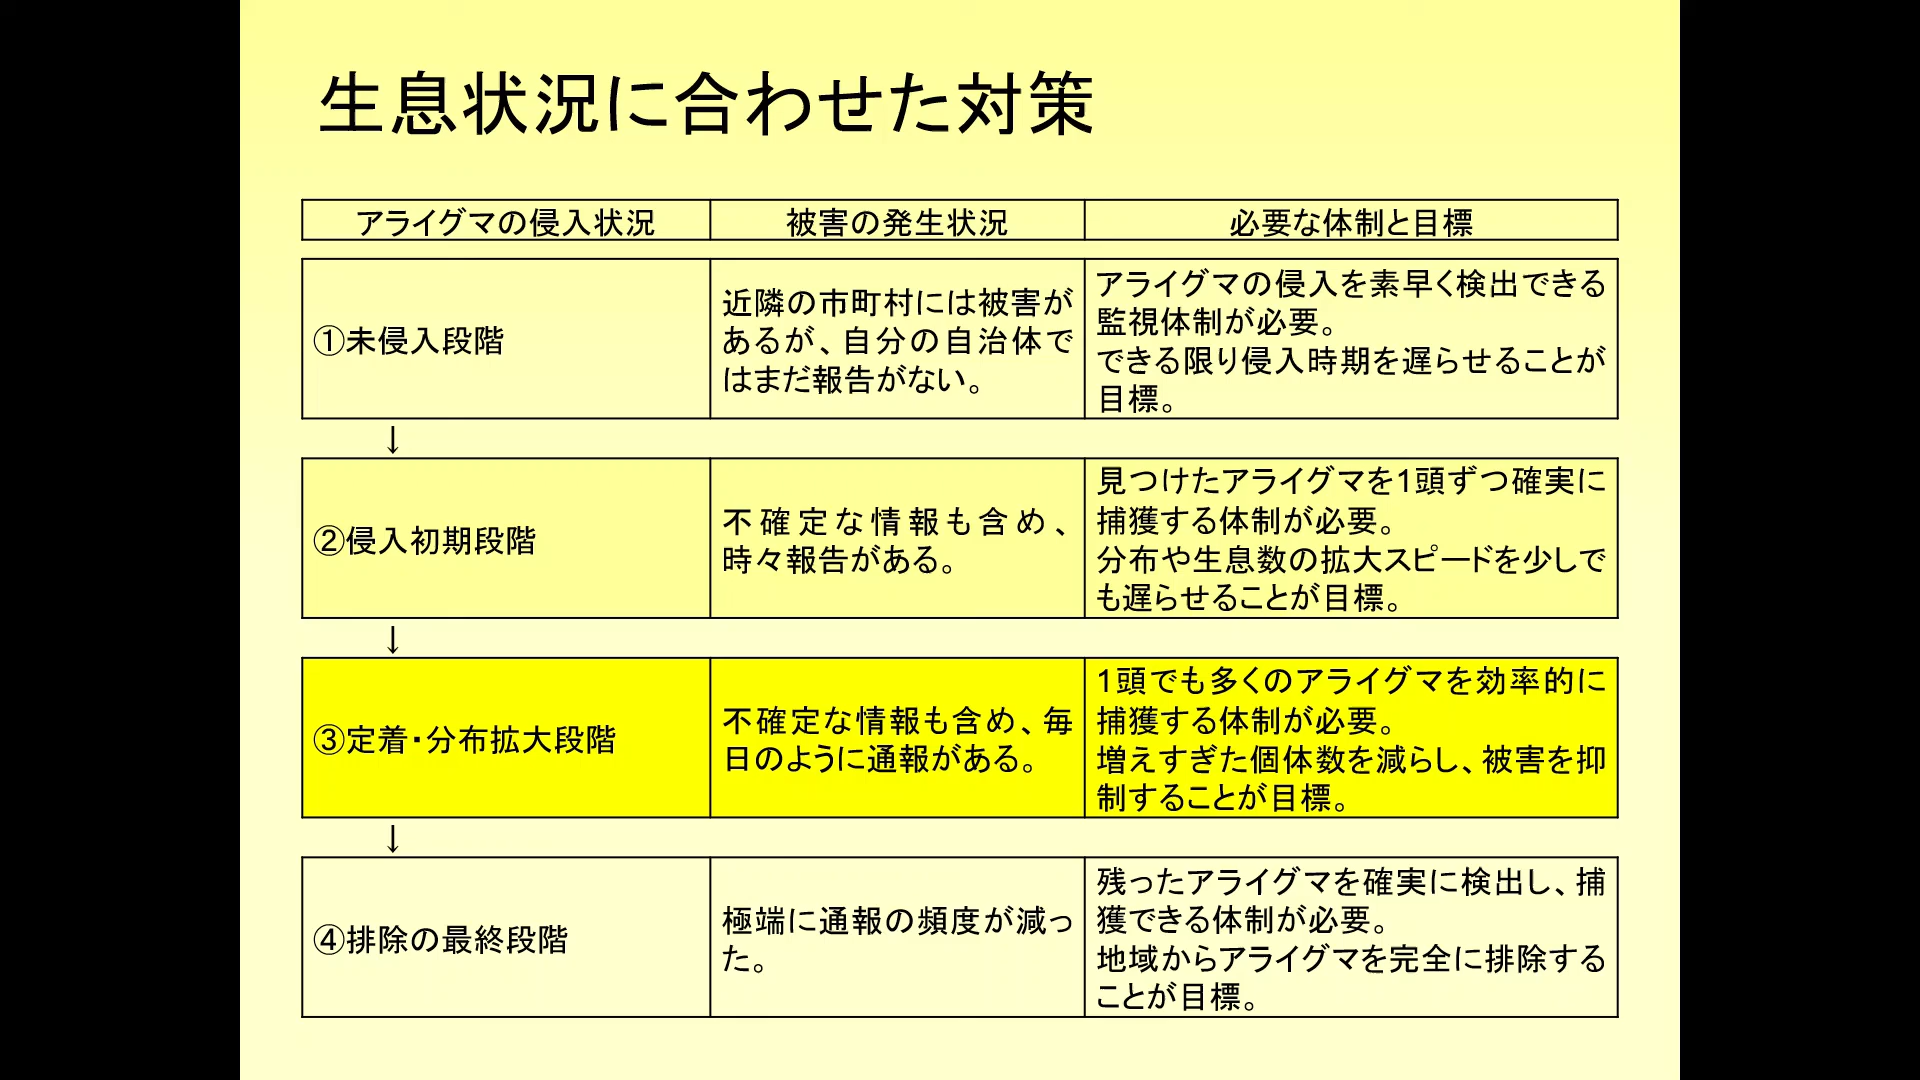 生息状況に合わせた対策
アライグマの侵入状況
被害の発生状況
必要な体制と目標
①未侵入段階
近隣の市町村には被害が
あるが、自分の自治体で
はまだ報告がない。
アライグマの侵入を素早く検出できる
監視体制が必要。
できる限り侵入時期を遅らせることが
目標。
↓
②侵入初期段階
不確定な情報も含め、
時々報告がある。
見つけたアライグマを1頭ずつ確実に
捕獲する体制が必要。
分布や生息数の拡大スピードを少しで
も遅らせることが目標。
↓
③定着・分布拡大段階
不確定な情報も含め、毎
日のように通報がある。
1頭でも多くのアライグマを効率的に
捕獲する体制が必要。
増えすぎた個体数を減らし、被害を抑
制することが目標。
↓
④排除の最終段階
極端に通報の頻度が減っ
た。
残ったアライグマを確実に検出し、捕
獲できる体制が必要。
地域からアライグマを完全に排除する
ことが目標。